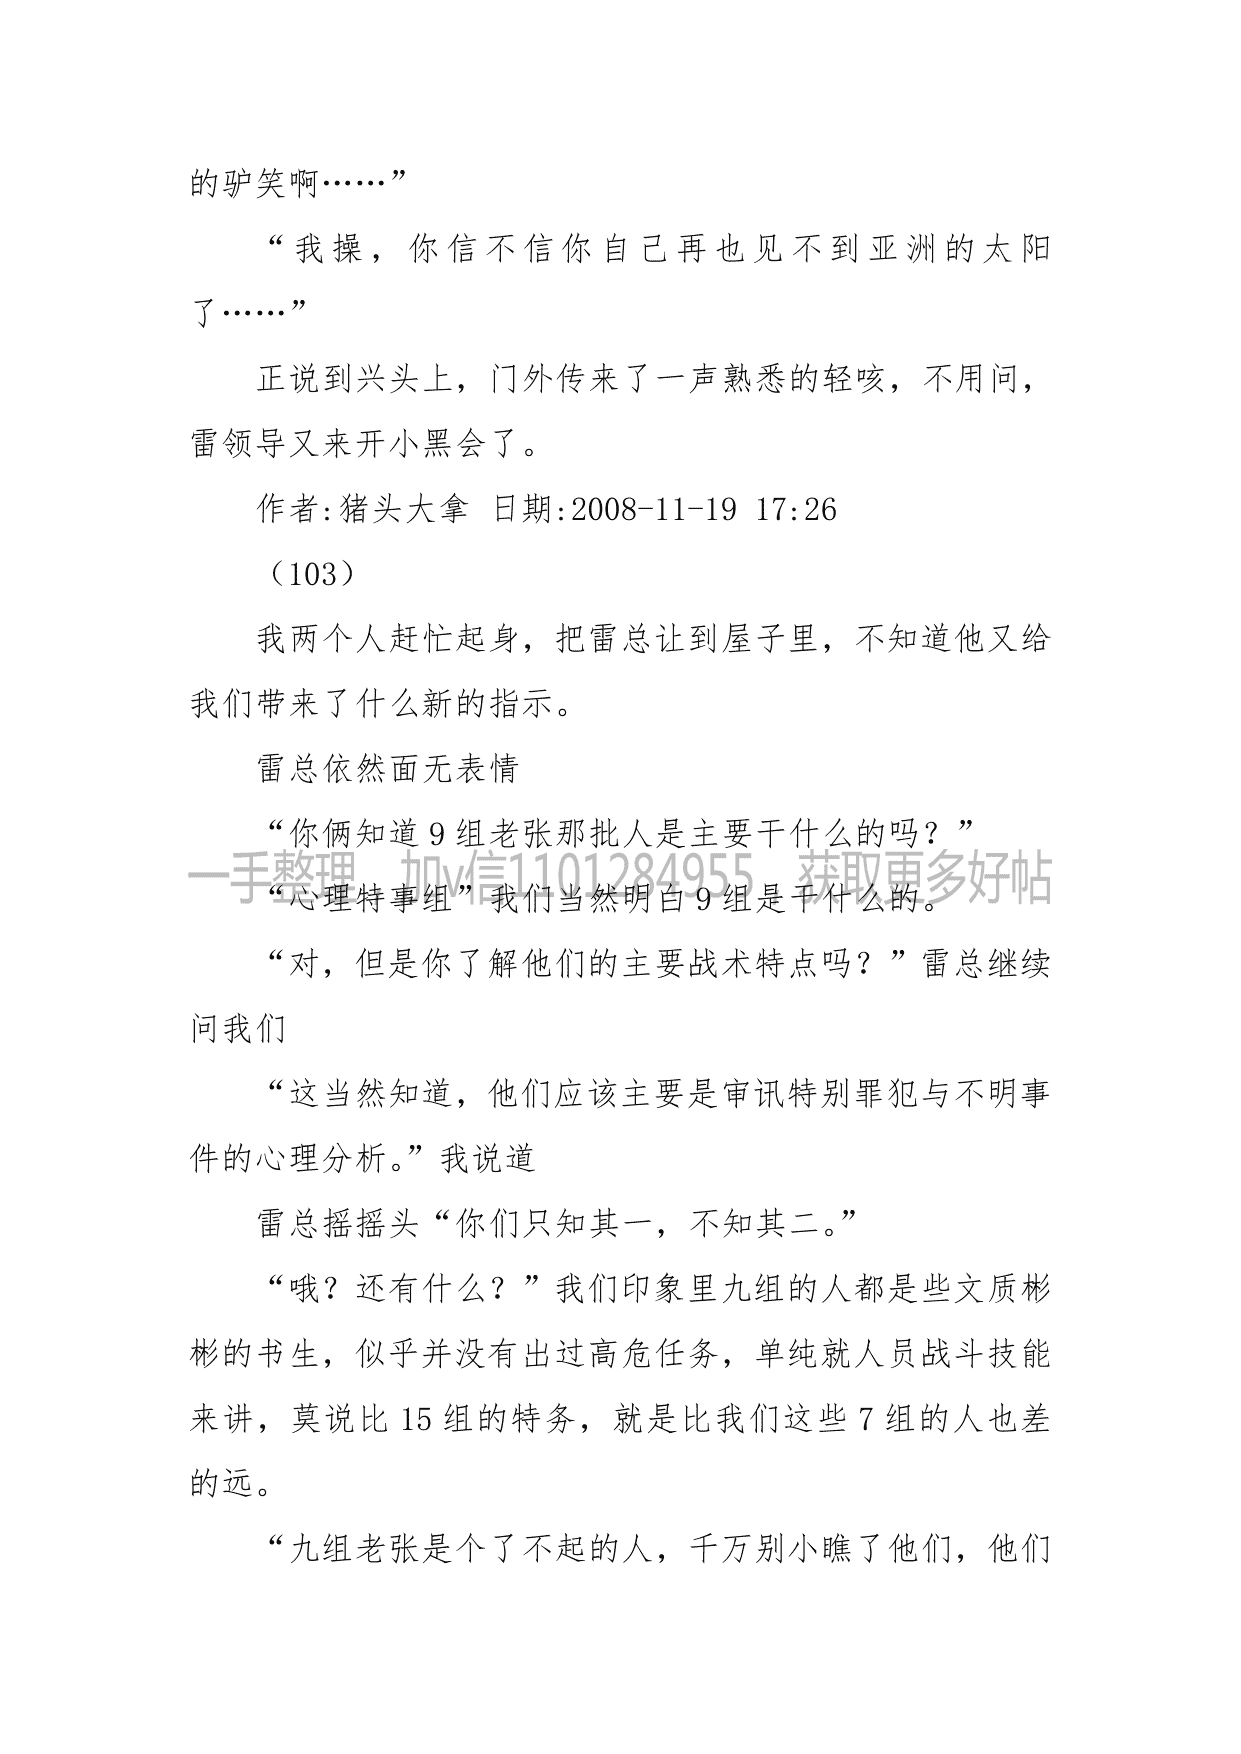 的驴笑啊……”
“我操，你信不信你自己再也见不到亚洲的太阳
了……”
正说到兴头上，门外传来了一声熟悉的轻咳，不用问，
雷领导又来开小黑会了。
作者:猪头大拿 日期:2008-11-19 17:26
（103）
我两个人赶忙起身，把雷总让到屋子里，不知道他又给
我们带来了什么新的指示。
雷总依然面无表情
“你俩知道 9 组老张那批人是主要干什么的吗？”
一手整理 加v信1101284955 获取更多好帖
“心理特事组”我们当然明白 9 组是干什么的。
“对，但是你了解他们的主要战术特点吗？”雷总继续
问我们
“这当然知道，他们应该主要是审讯特别罪犯与不明事
件的心理分析。”我说道
雷总摇摇头“你们只知其一，不知其二。”
“哦？还有什么？”我们印象里九组的人都是些文质彬
彬的书生，似乎并没有出过高危任务，单纯就人员战斗技能
来讲，莫说比 15 组的特务，就是比我们这些 7 组的人也差
的远。
“九组老张是个了不起的人，千万别小瞧了他们，他们